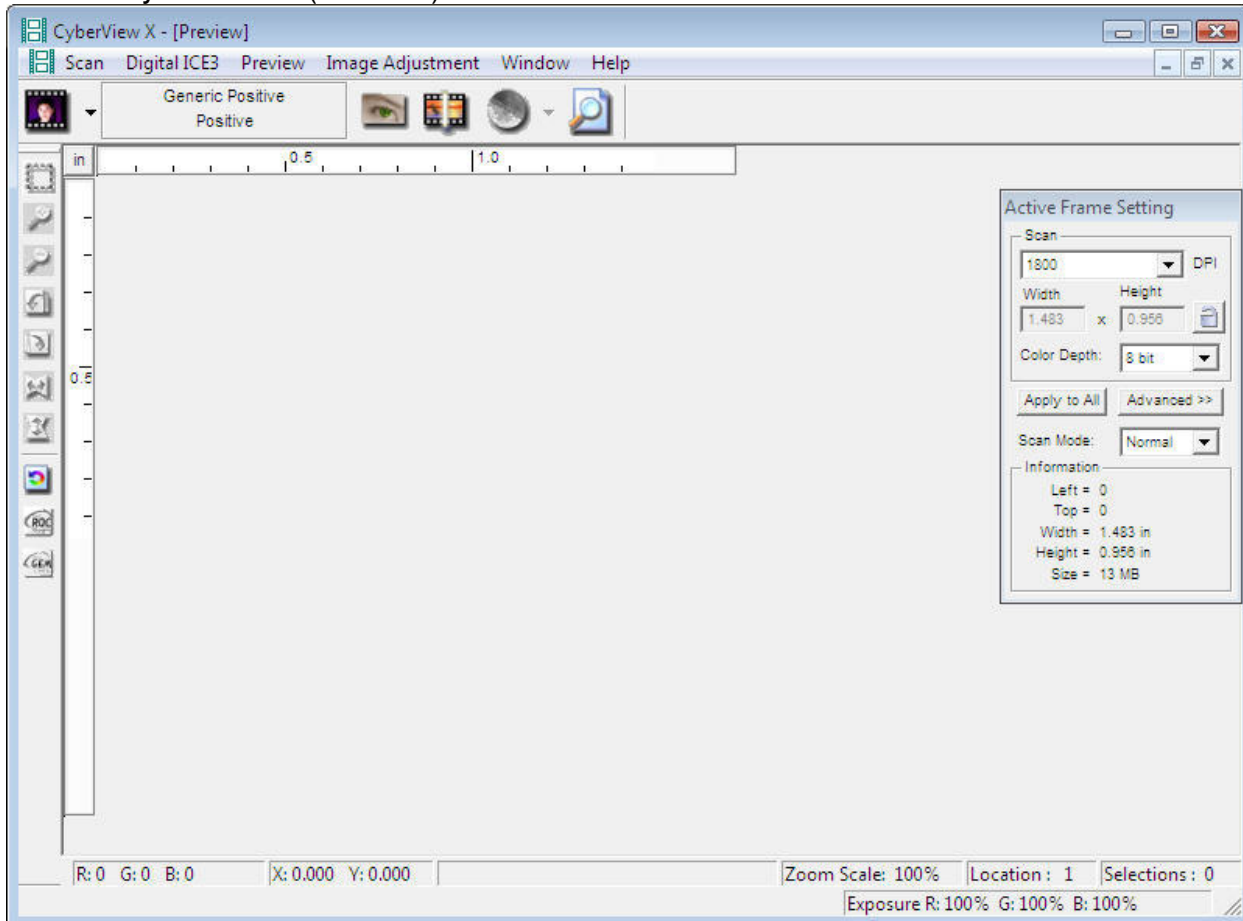 CyberView X - [Preview]
Scan Digital ICE3 Preview Image Adjustment Window Help
Generic Positive
Positive
in 0.5 1.0
0.5
ROC
GEM
Active Frame Setting
Scan
1800 DPI
Width Height
1.483 x 0.956
Color Depth: 8 bit
Apply to All Advanced >>
Scan Mode: Normal
Information
Left = 0
Top = 0
Width = 1.483 in
Height = 0.956 in
Size = 13 MB
R: 0 G: 0 B: 0 X: 0.000 Y: 0.000 Zoom Scale: 100% Location : 1 Selections : 0
Exposure R: 100% G: 100% B: 100%